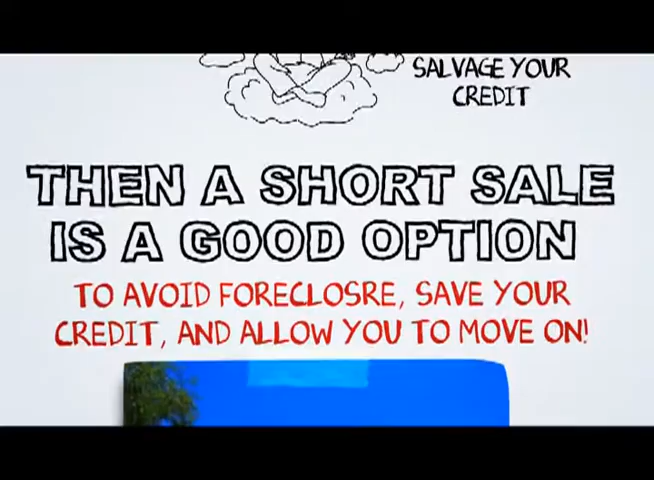 SALVAGE YOUR
CREDIT
THEN A SHORT SALE
IS A GOOD OPTION
TO AVOID FORECLOSRE, SAVE YOUR
CREDIT, AND ALLOW YOU TO MOVE ON!